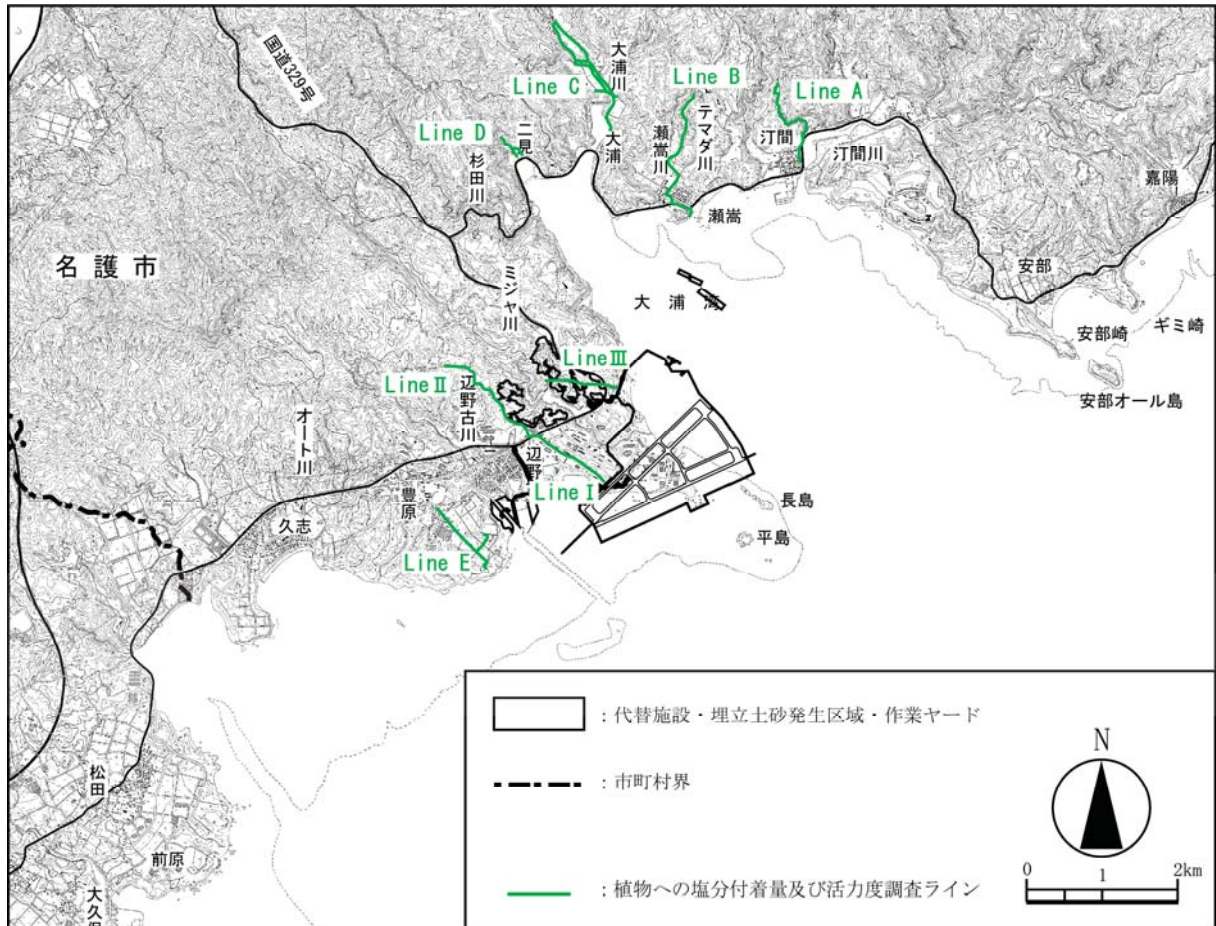 国道329号
大浦川
Line C
Line B
Line A
Line D
二見
杉田川
大浦
瀬嵩川
テマダ川
汀間
汀間川
嘉陽
瀬嵩
名護市
ミジャ川
大浦湾
安部
安部崎
ギミ崎
安部オール島
Line Ⅲ
Line Ⅱ
辺野古川
オート川
辺野
Line Ⅰ
豊原
久志
長島
平島
Line E
松田
前原
大久保
:代替施設・埋立土砂発生区域・作業ヤード
:市町村界
:植物への塩分付着量及び活力度調査ライン
N
0 1 2km